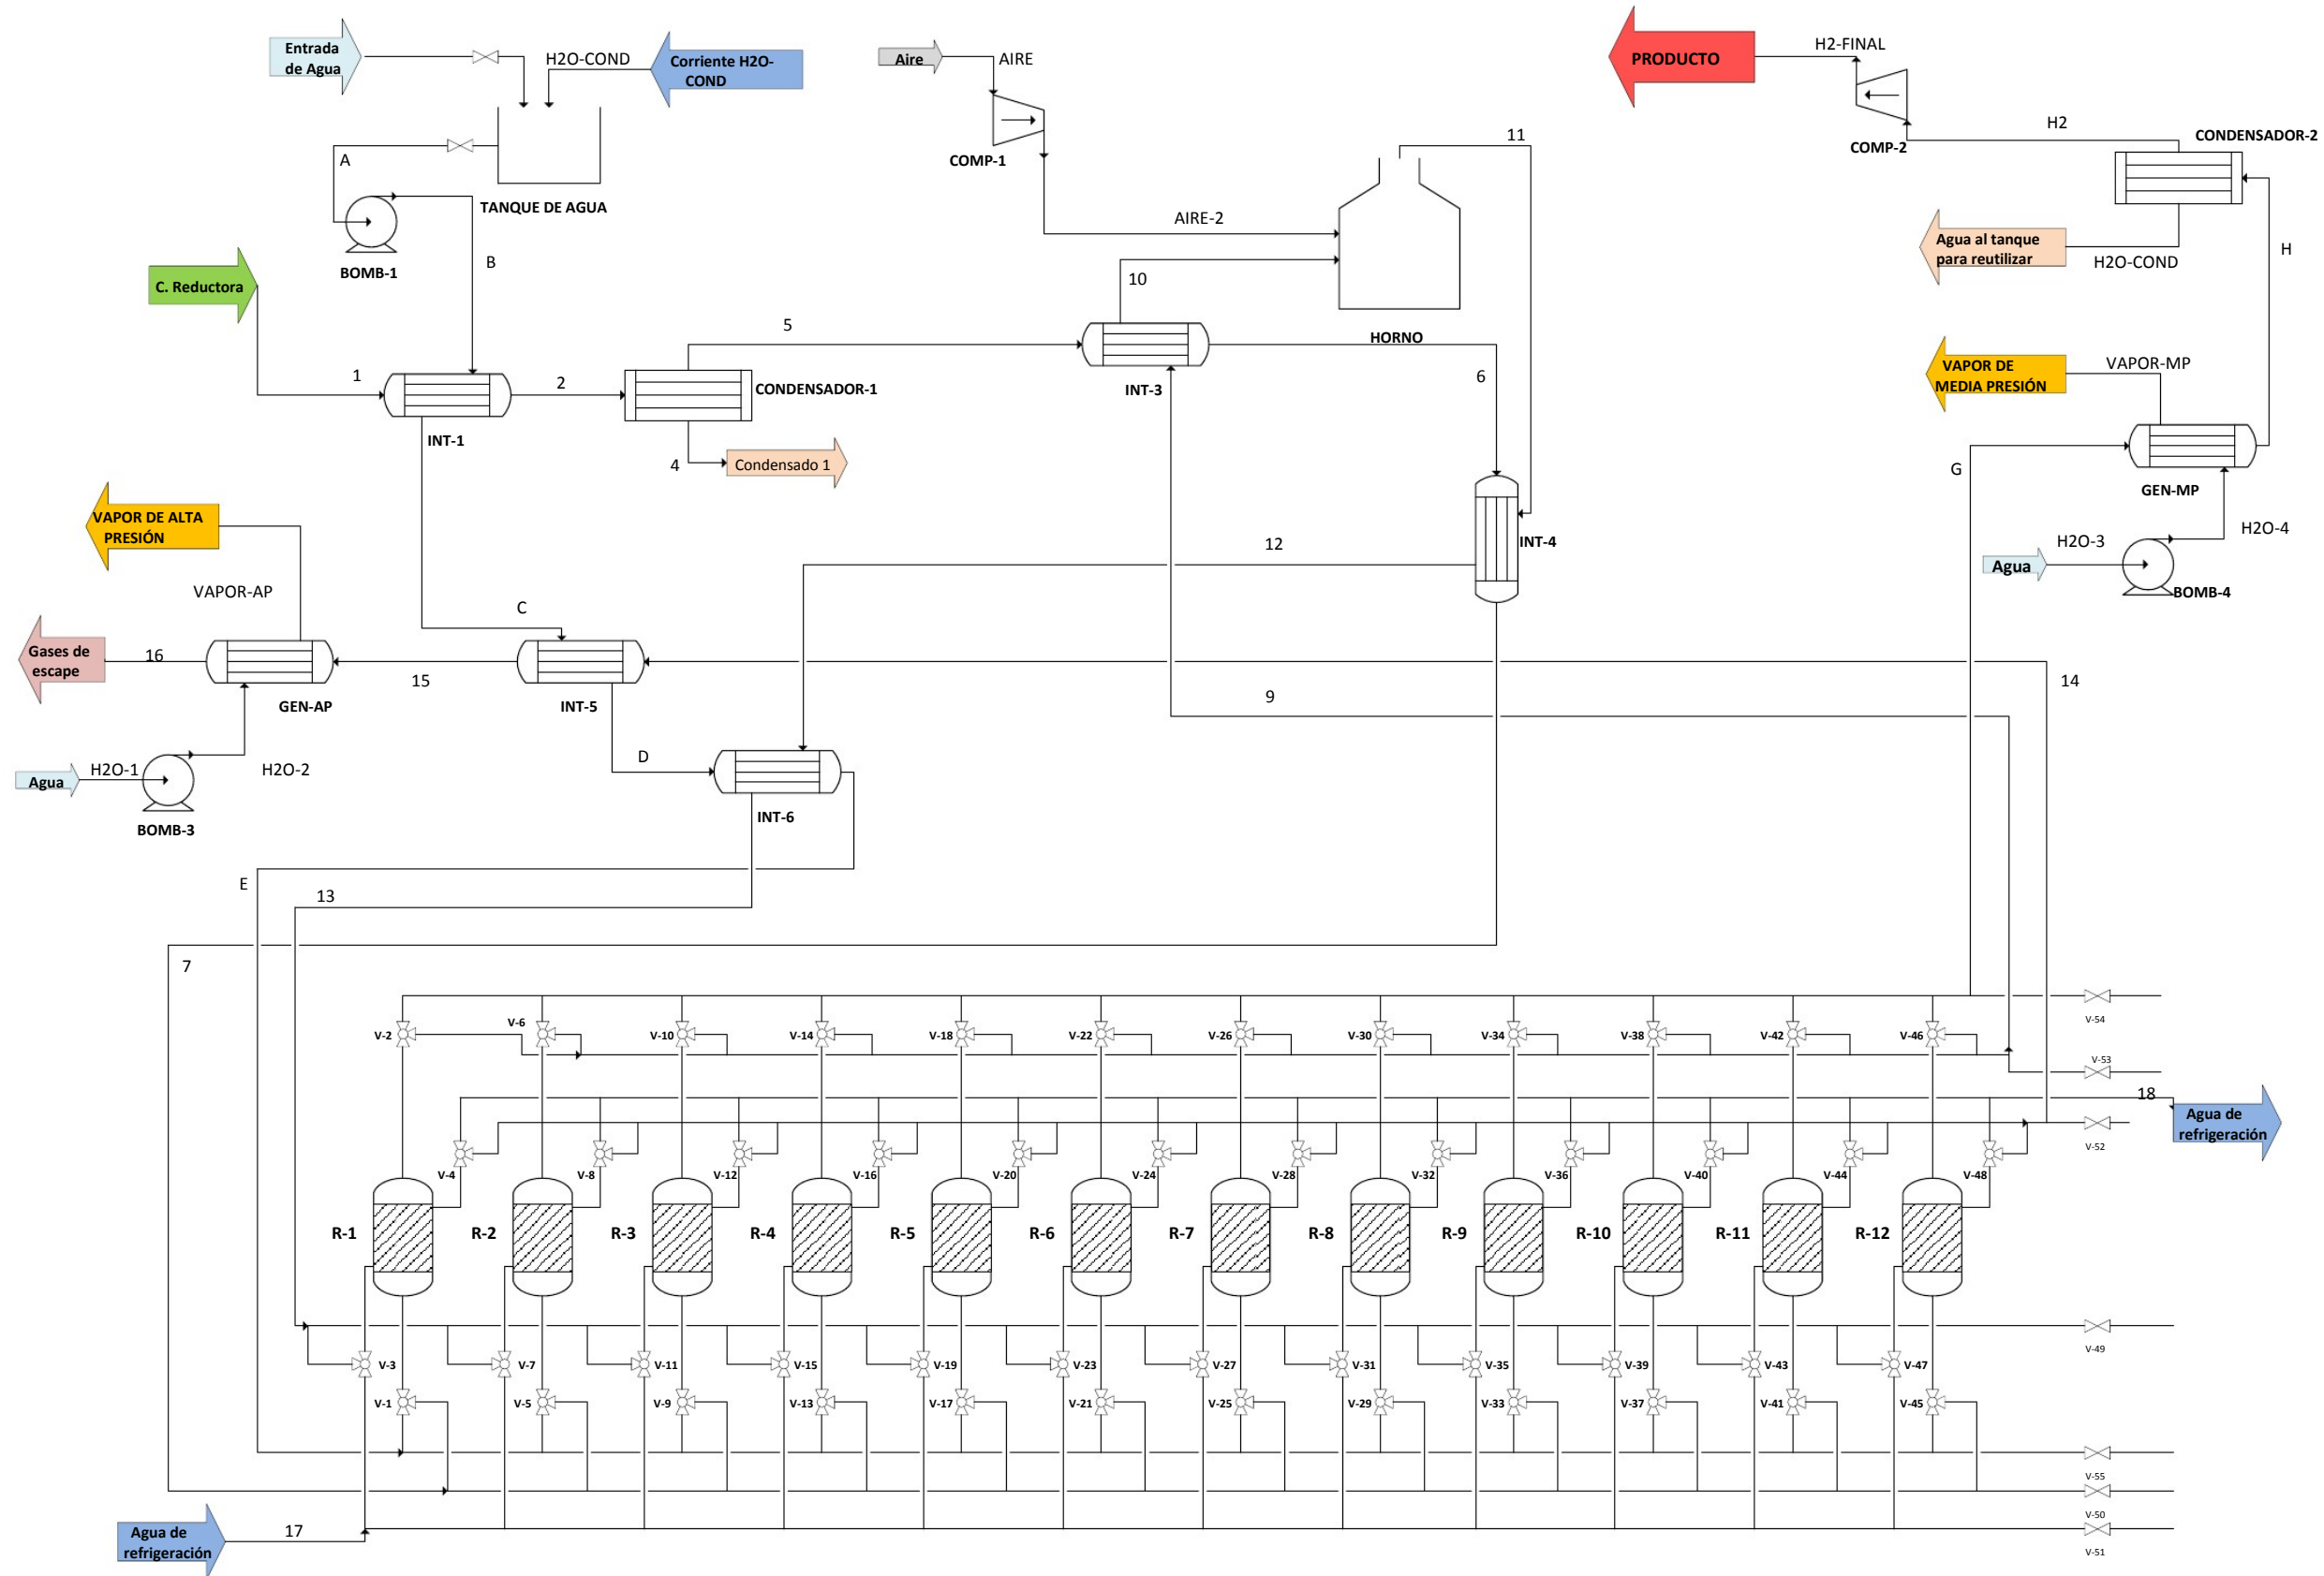 Entrada
de Agua
H2O-COND
Corriente H2O-
COND
Aire
AIRE
PRODUCTO
H2-FINAL
H2
CONDENSADOR-2
COMP-2
COMP-1
11
A
TANQUE DE AGUA
BOMB-1
B
AIRE-2
Agua al tanque
para reutilizar
H2O-COND
H
C. Reductora
10
5
HORNO
1
2
CONDENSADOR-1
INT-1
INT-3
6
VAPOR DE
MEDIA PRESIÓN
VAPOR-MP
4
Condensado 1
G
GEN-MP
VAPOR DE ALTA
PRESIÓN
12
INT-4
H2O-3
H2O-4
Agua
BOMB-4
VAPOR-AP
C
Gases de
escape
16
15
GEN-AP
INT-5
9
14
D
H2O-1
H2O-2
Agua
BOMB-3
INT-6
E
13
7
V-2
V-6
V-10
V-14
V-18
V-22
V-26
V-30
V-34
V-38
V-42
V-46
V-54
V-53
18
Agua de
refrigeración
V-52
V-4
V-8
V-12
V-16
V-20
V-24
V-28
V-32
V-36
V-40
V-44
V-48
R-1
R-2
R-3
R-4
R-5
R-6
R-7
R-8
R-9
R-10
R-11
R-12
V-49
V-3
V-7
V-11
V-15
V-19
V-23
V-27
V-31
V-35
V-39
V-43
V-47
V-1
V-5
V-9
V-13
V-17
V-21
V-25
V-29
V-33
V-37
V-41
V-45
V-55
V-50
Agua de
refrigeración
17
V-51